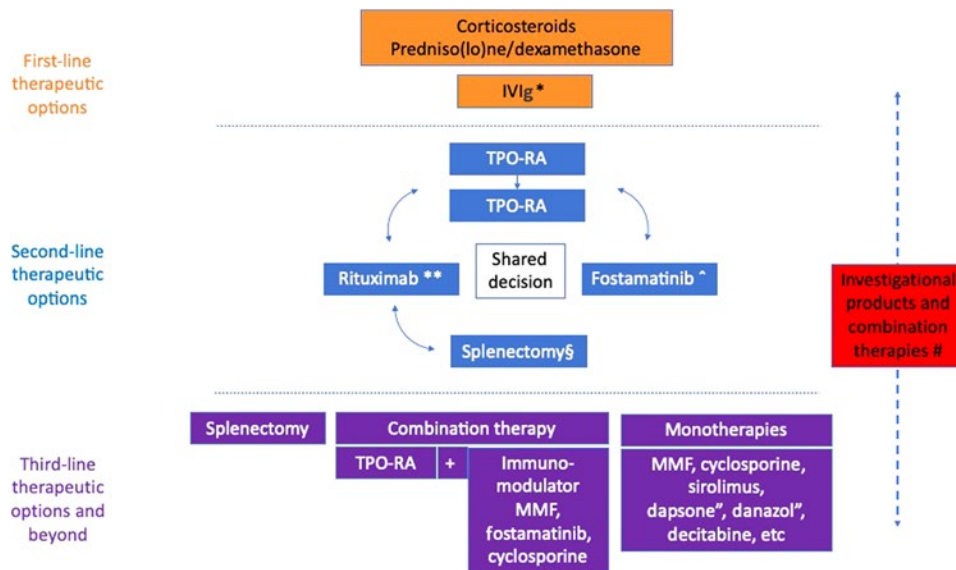 First-line
therapeutic
options
Corticosteroids
Predniso(lo)ne/dexamethasone
IVIg*
Second-line
therapeutic
options
TPO-RA
TPO-RA
Rituximab **
Shared
decision
Fostamatinib ^
Splenectomy§
Investigational
products and
combination
therapies #
Third-line
therapeutic
options and
beyond
Splenectomy
Combination therapy
TPO-RA
+
Immuno-
modulator
MMF,
fostamatinib,
cyclosporine
Monotherapies
MMF, cyclosporine,
sirolimus,
dapsone”, danazol”,
decitabine, etc